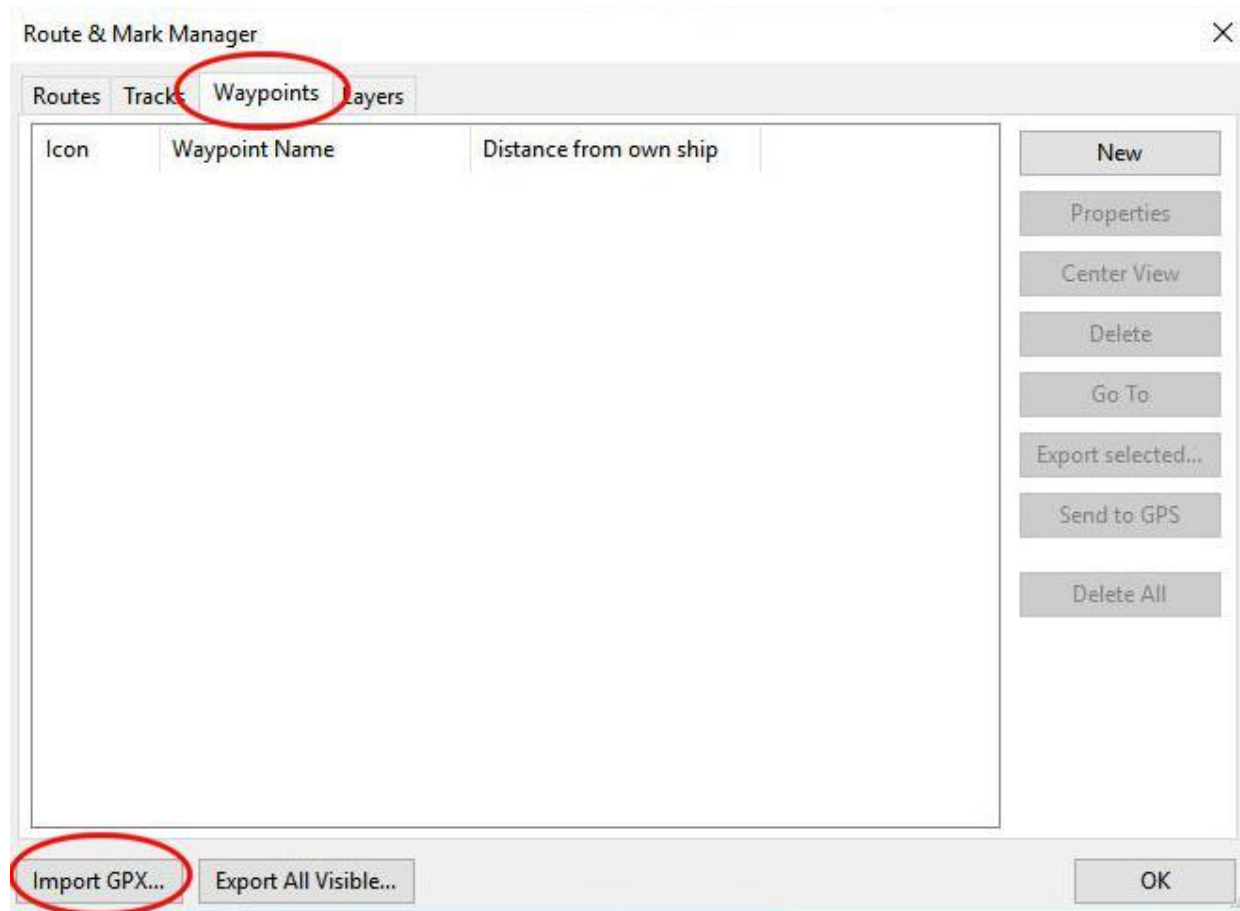 Route & Mark Manager
Routes Tracks Waypoints Layers
Icon Waypoint Name Distance from own ship
New
Properties
Center View
Delete
Go To
Export selected...
Send to GPS
Delete All
Import GPX... Export All Visible... OK